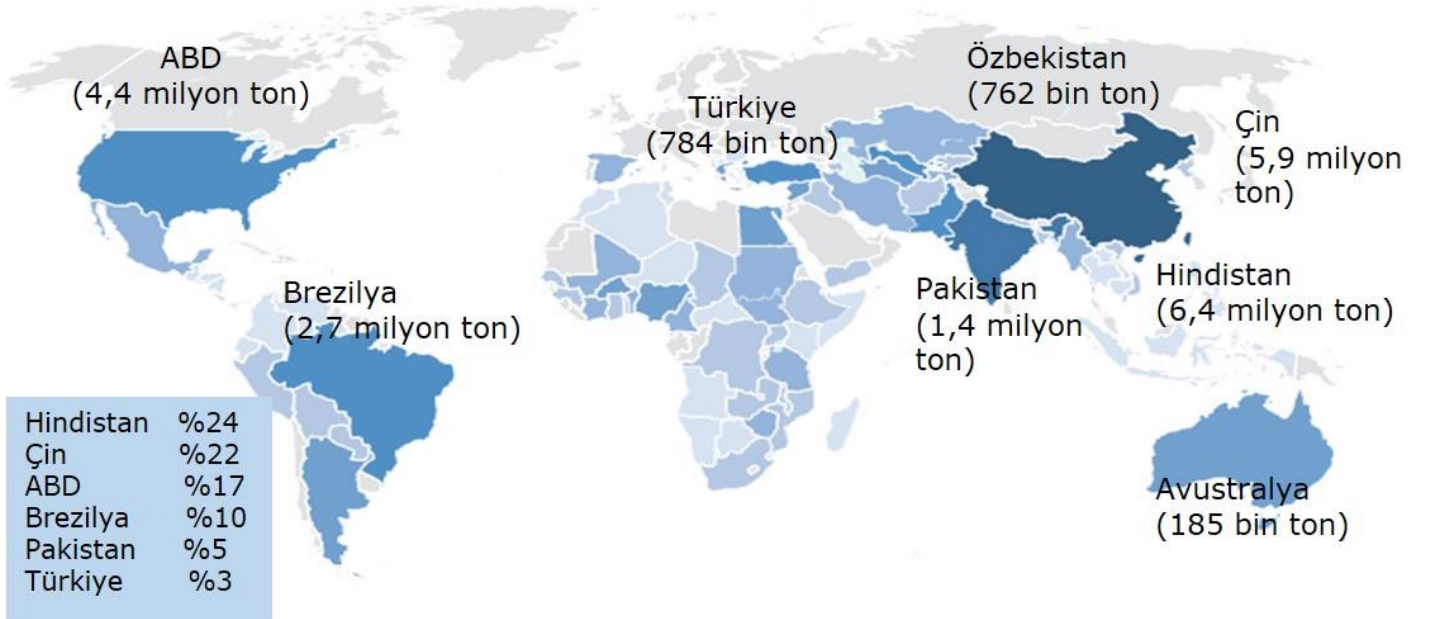 ABD
(4,4 milyon ton)
Özbekistan
(762 bin ton)
Türkiye
(784 bin ton)
Çin
(5,9 milyon
ton)
Brezilya
(2,7 milyon ton)
Pakistan
(1,4 milyon
ton)
Hindistan
(6,4 milyon ton)
Avustralya
(185 bin ton)
Hindistan %24
Çin %22
ABD %17
Brezilya %10
Pakistan %5
Türkiye %3